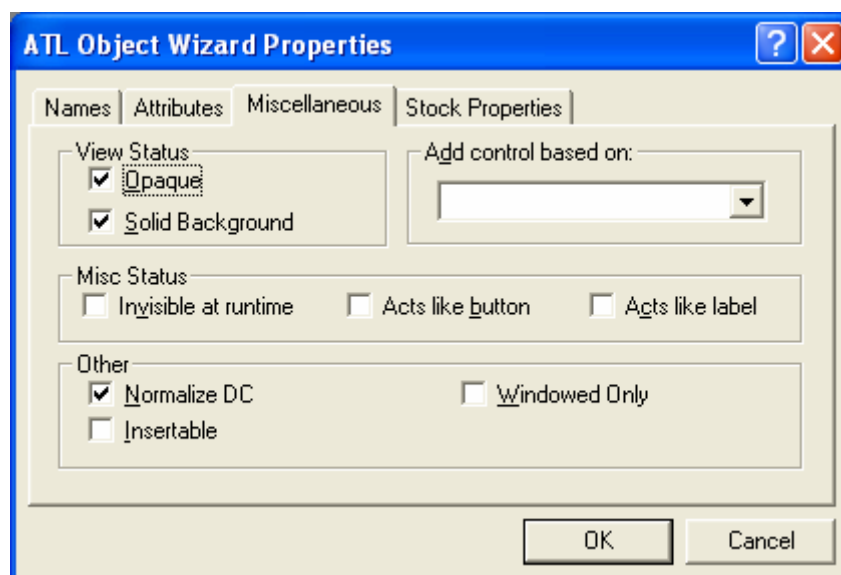 ATL Object Wizard Properties
Names Attributes Miscellaneous Stock Properties
View Status
Opaque
Solid Background
Add control based on:
Misc Status
Invisible at runtime Acts like button Acts like label
Other
Normalize DC Windowed Only
Insertable
OK Cancel